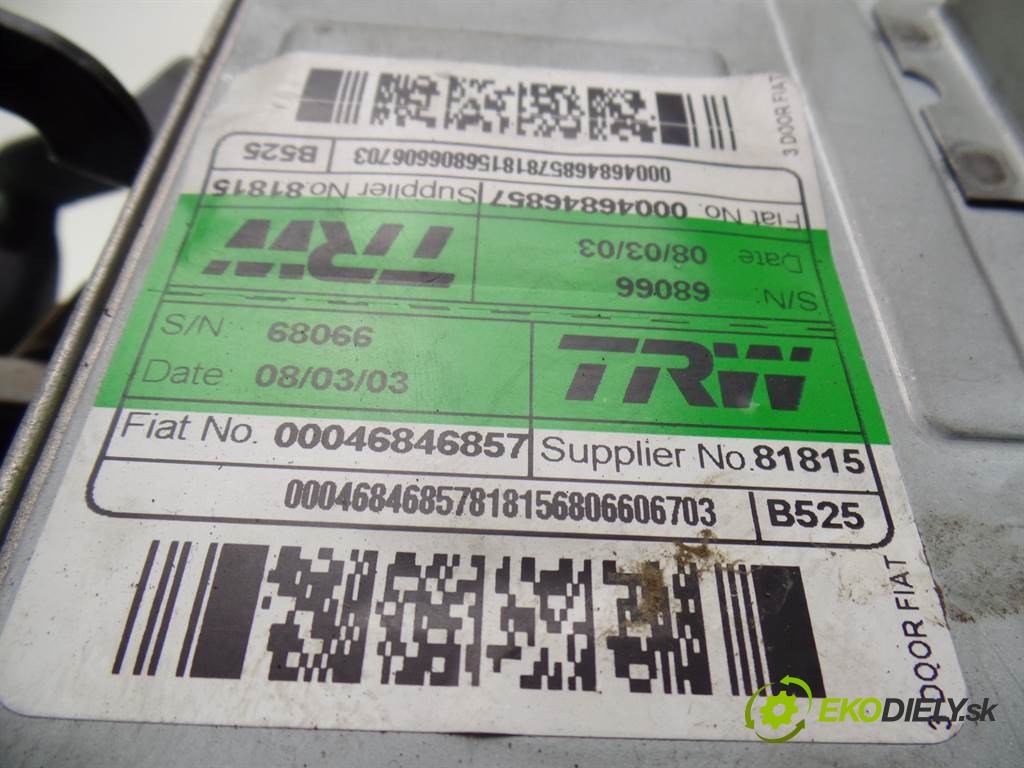 3 DOOR FIAT
00046846857818156806606703 B525
Fiat No. 00046846857 Supplier No. 81815
Date: 08/03/03
S/N: 68066
TRW
S/N: 68066
Date: 08/03/03
TRW
Fiat No. 00046846857 Supplier No. 81815
00046846857818156806606703 B525
3 DOOR FIAT
EKODIELY.sk